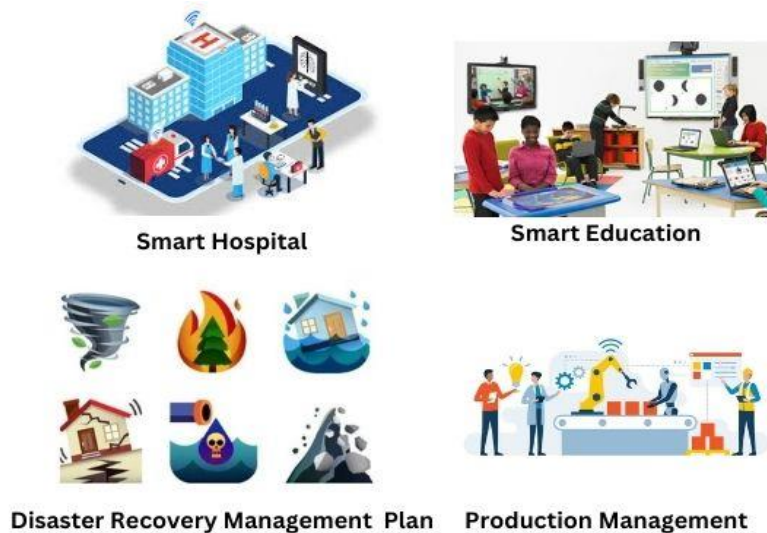 H
Smart Hospital
Smart Education
Disaster Recovery Management Plan
Production Management